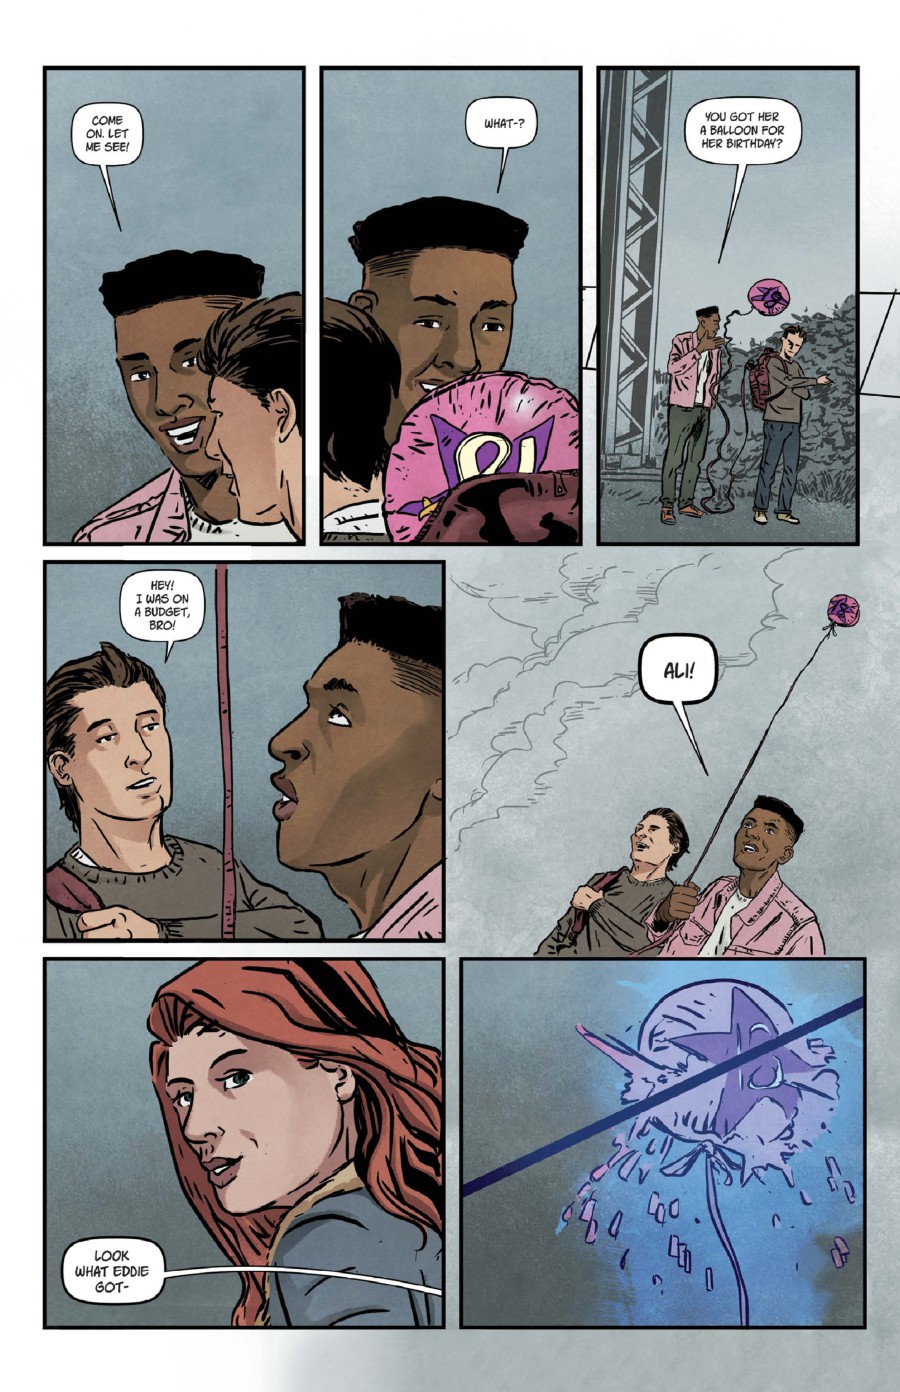 COME
ON. LET
ME SEE!
WHAT-?
YOU GOT HER
A BALLOON FOR
HER BIRTHDAY?
HEY!
I WAS ON
A BUDGET,
BRO!
ALI!
LOOK
WHAT EDDIE
GOT-